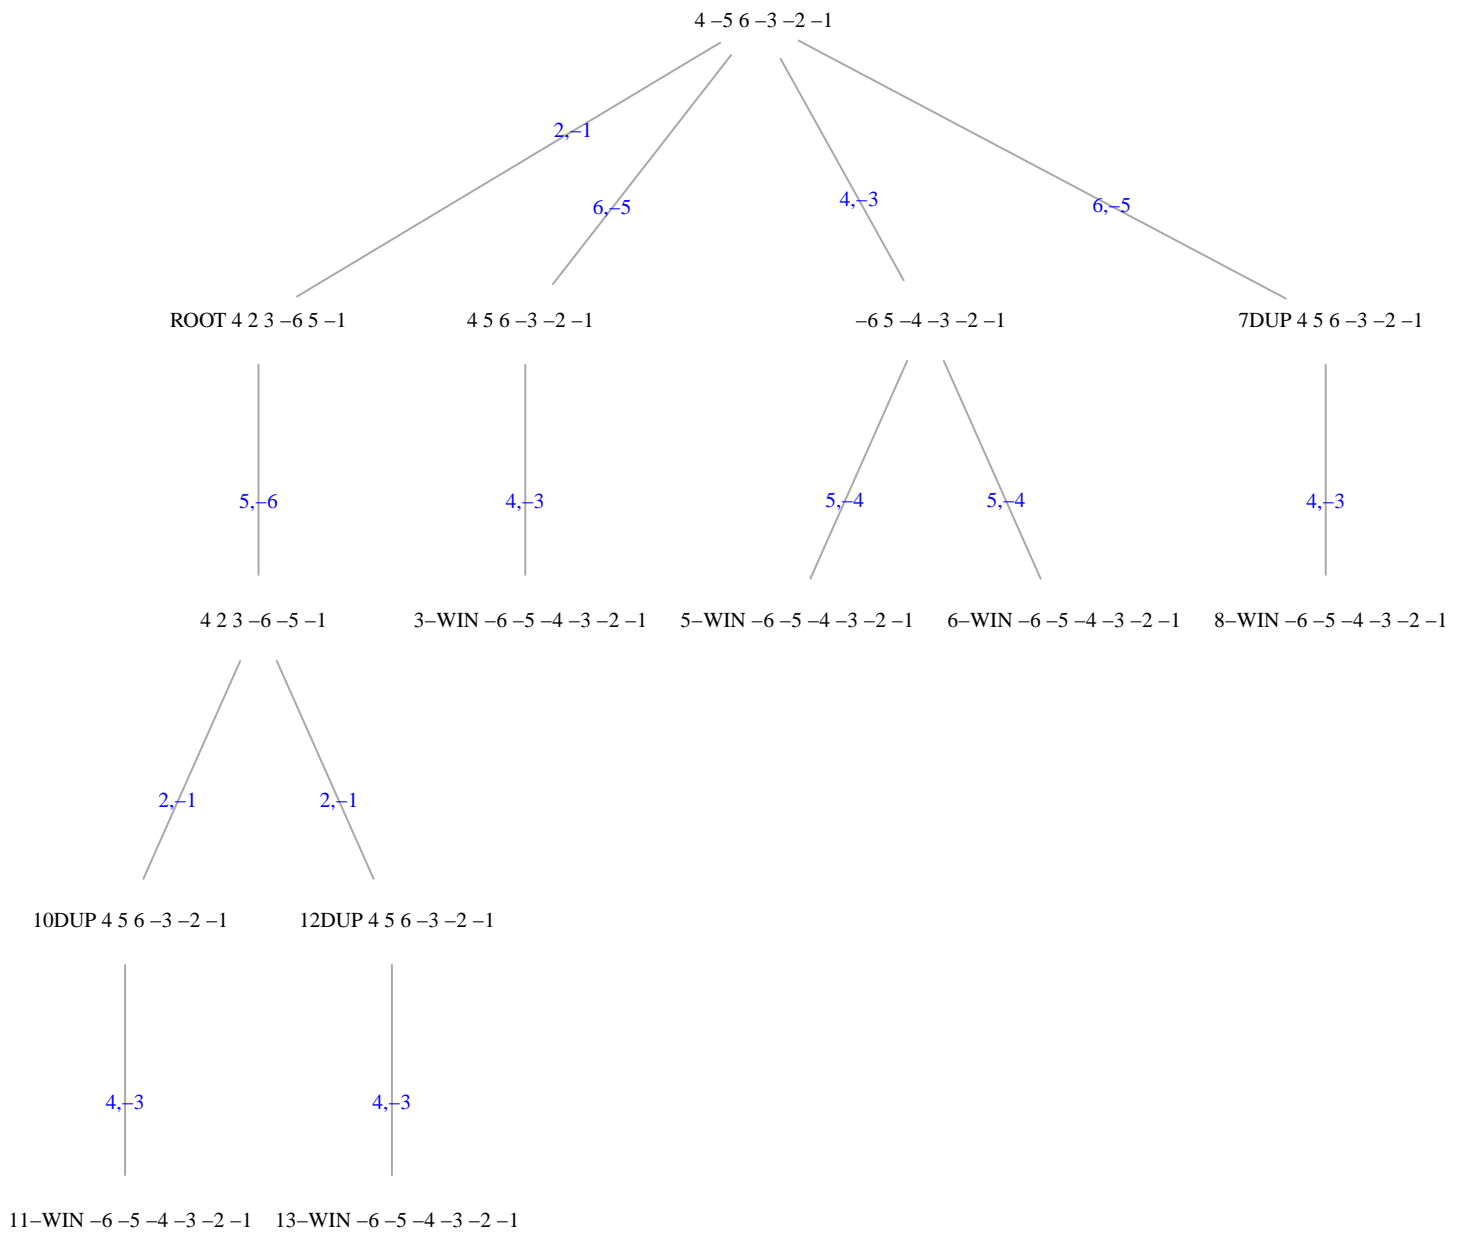 4 −5 6 −3 −2 −1
2,−1
6,−5
4,−3
6,−5
ROOT 4 2 3 −6 5 −1
4 5 6 −3 −2 −1
−6 5 −4 −3 −2 −1
7DUP 4 5 6 −3 −2 −1
5,−6
4,−3
5,−4
5,−4
4,−3
4 2 3 −6 −5 −1
3−WIN −6 −5 −4 −3 −2 −1
5−WIN −6 −5 −4 −3 −2 −1
6−WIN −6 −5 −4 −3 −2 −1
8−WIN −6 −5 −4 −3 −2 −1
2,−1
2,−1
10DUP 4 5 6 −3 −2 −1
12DUP 4 5 6 −3 −2 −1
4,−3
4,−3
11−WIN −6 −5 −4 −3 −2 −1
13−WIN −6 −5 −4 −3 −2 −1